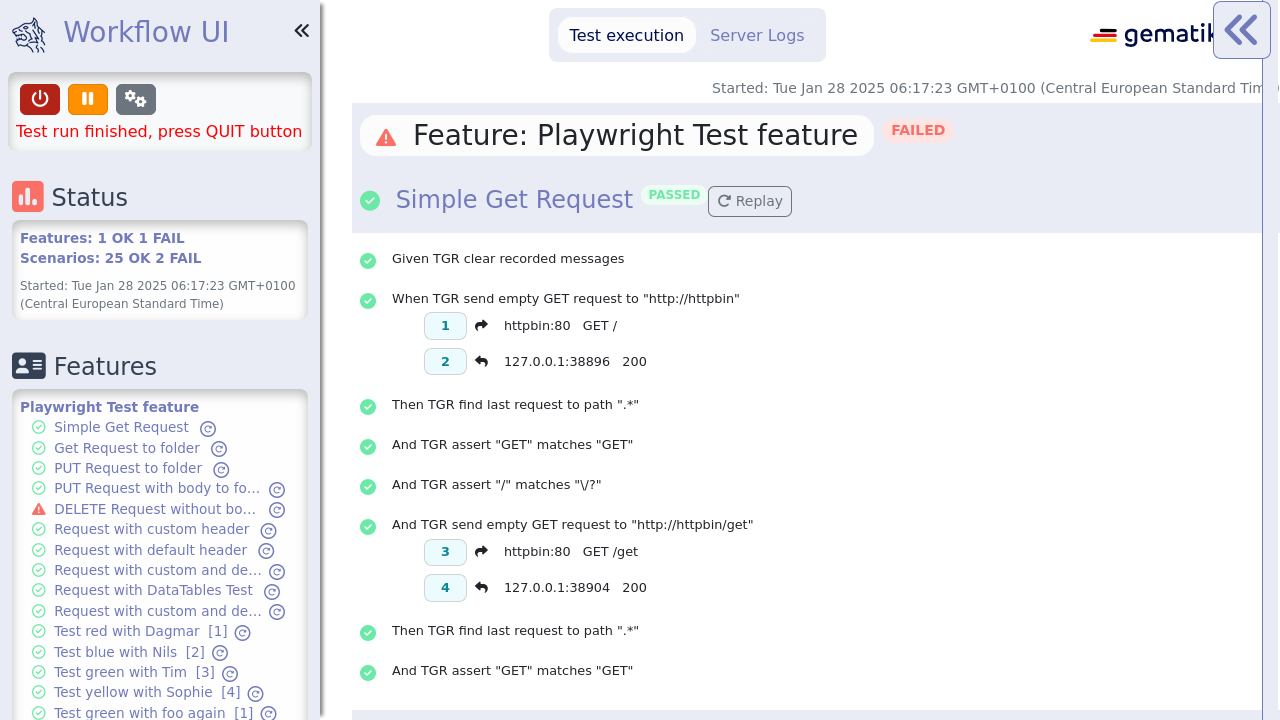 Workflow UI
Test run finished, press QUIT button
Status
Features: 1 OK 1 FAIL
Scenarios: 25 OK 2 FAIL
Started: Tue Jan 28 2025 06:17:23 GMT+0100
(Central European Standard Time)
Features
Playwright Test feature
Simple Get Request
Get Request to folder
PUT Request to folder
PUT Request with body to fo...
DELETE Request without bo...
Request with custom header
Request with default header
Request with custom and de...
Request with DataTables Test
Request with custom and de...
Test red with Dagmar [1]
Test blue with Nils [2]
Test green with Tim [3]
Test yellow with Sophie [4]
Test green with foo again [1]
Test execution Server Logs
gematik
Started: Tue Jan 28 2025 06:17:23 GMT+0100 (Central European Standard Tim
Feature: Playwright Test feature FAILED
Simple Get Request PASSED Replay
Given TGR clear recorded messages
When TGR send empty GET request to "http://httpbin"
1 httpbin:80 GET /
2 127.0.0.1:38896 200
Then TGR find last request to path ".*"
And TGR assert "GET" matches "GET"
And TGR assert "/" matches "\/?"
And TGR send empty GET request to "http://httpbin/get"
3 httpbin:80 GET /get
4 127.0.0.1:38904 200
Then TGR find last request to path ".*"
And TGR assert "GET" matches "GET"